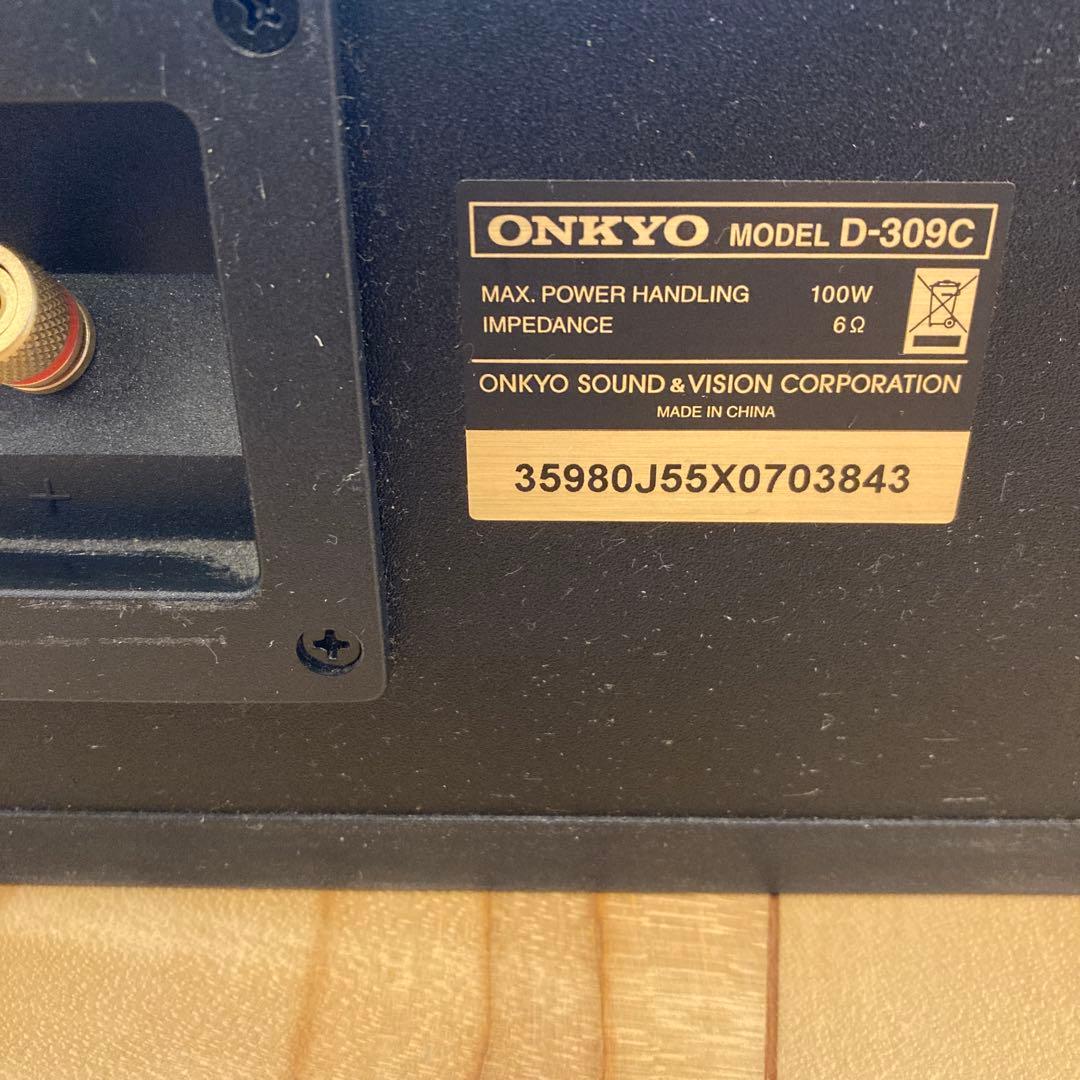 ONKYO MODEL D-309C
MAX. POWER HANDLING 100W
IMPEDANCE 6Ω
ONKYO SOUND & VISION CORPORATION
MADE IN CHINA
35980J55X0703843
+